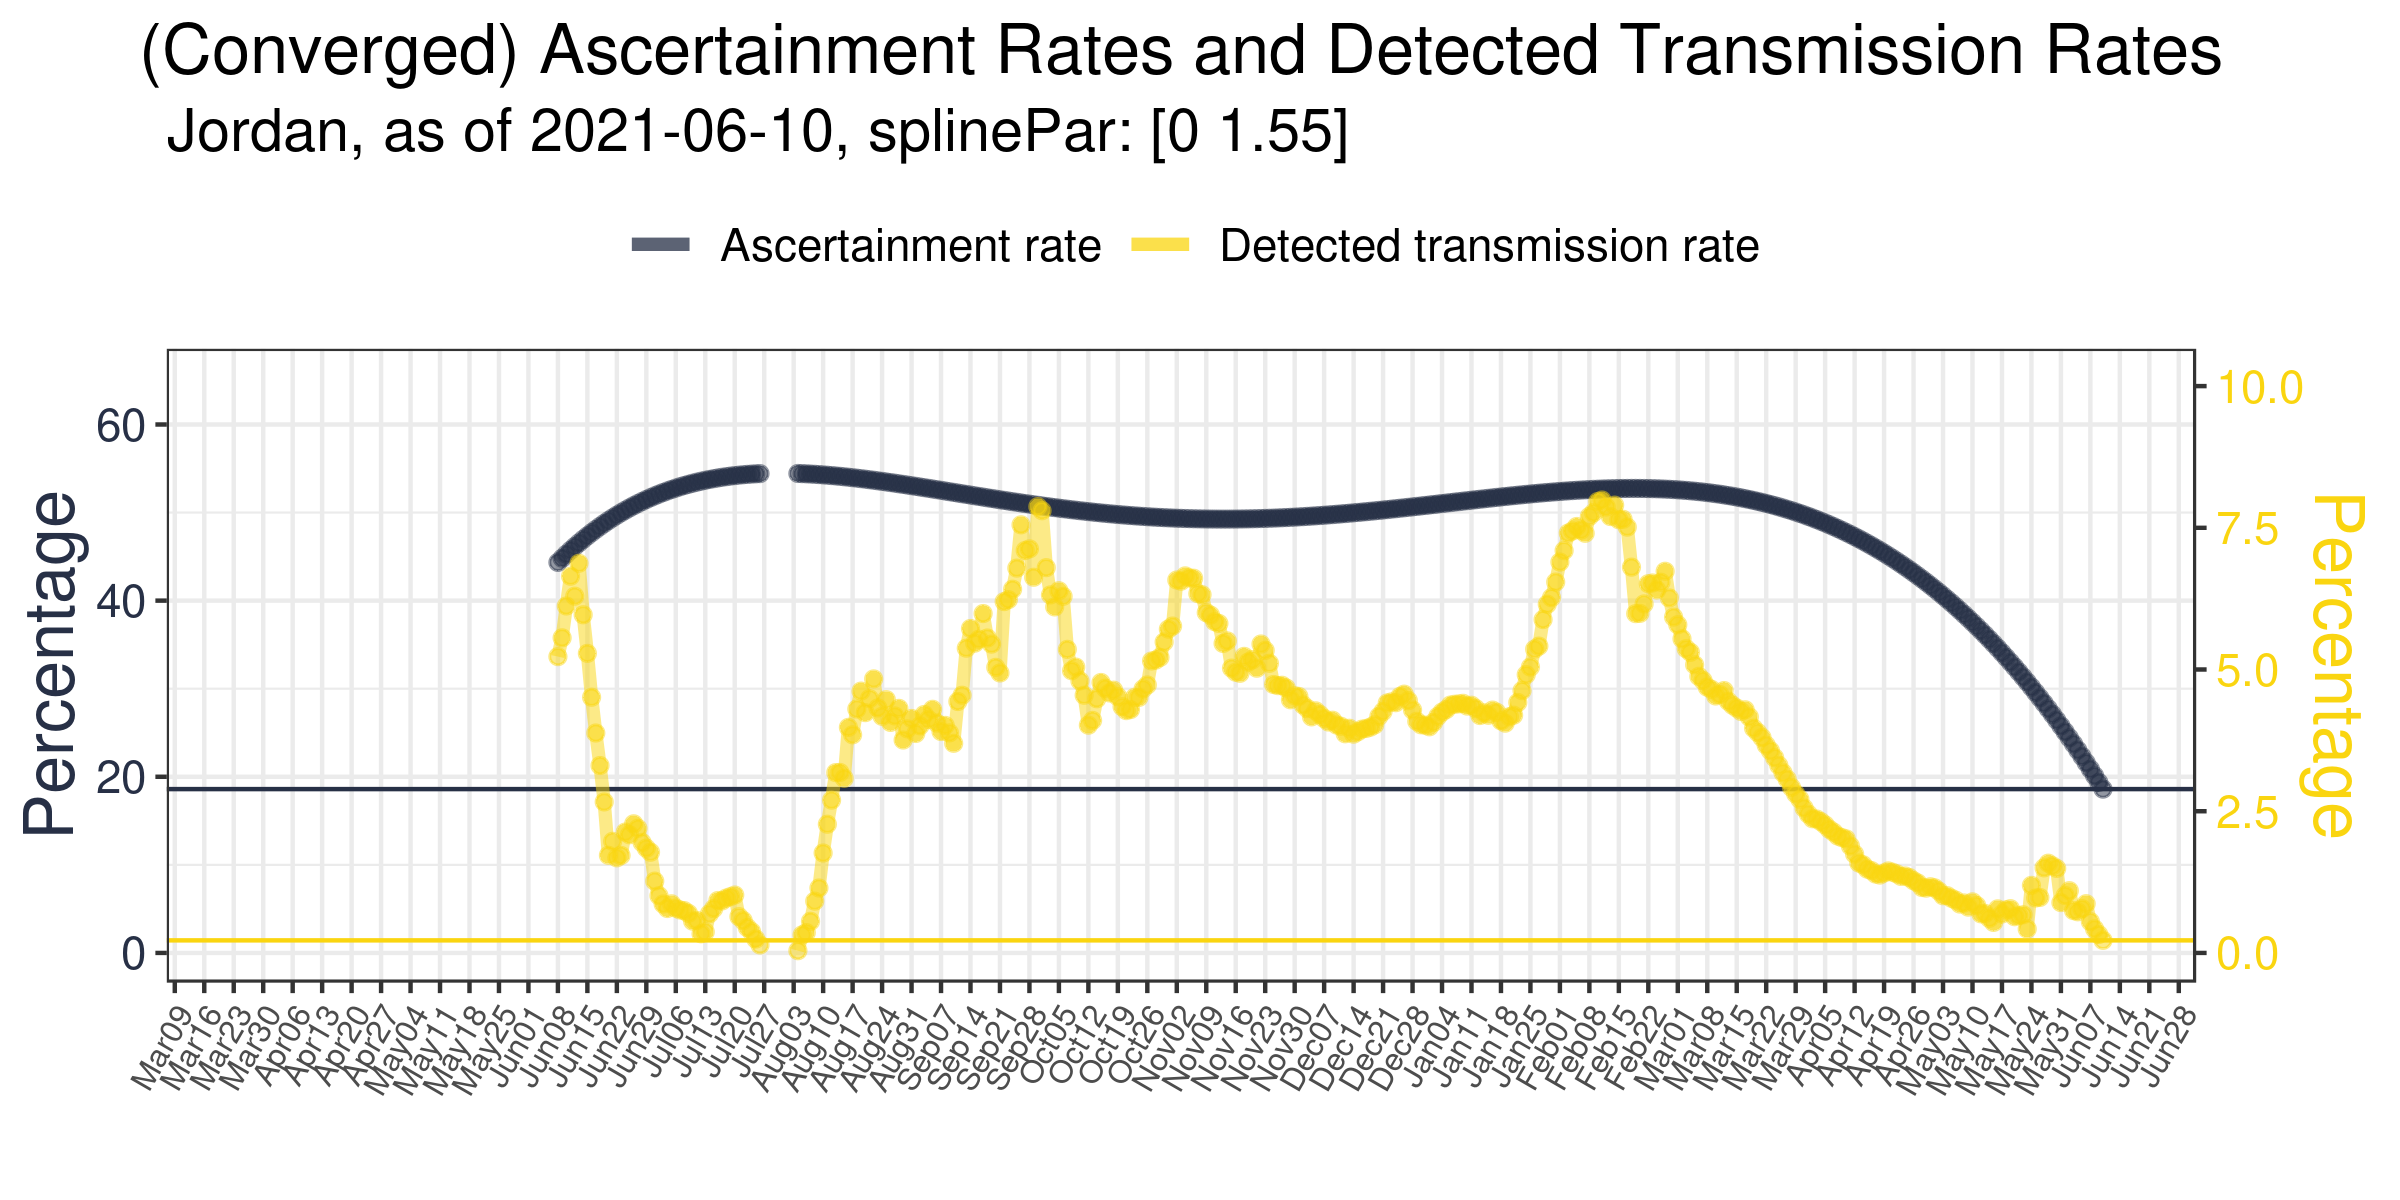 (Converged) Ascertainment Rates and Detected Transmission Rates
Jordan, as of 2021-06-10, splinePar: [0 1.55]
Ascertainment rate
Detected transmission rate
Percentage
60
40
20
0
10.0
7.5
5.0
2.5
0.0
Percentage
Mar09
Mar16
Mar23
Mar30
Apr06
Apr13
Apr20
Apr27
May04
May11
May18
May25
Jun01
Jun08
Jun15
Jun22
Jun29
Jul06
Jul13
Jul20
Jul27
Aug03
Aug10
Aug17
Aug24
Aug31
Sep07
Sep14
Sep21
Sep28
Oct05
Oct12
Oct19
Oct26
Nov02
Nov09
Nov16
Nov23
Nov30
Dec07
Dec14
Dec21
Dec28
Jan04
Jan11
Jan18
Jan25
Feb01
Feb08
Feb15
Feb22
Mar01
Mar08
Mar15
Mar22
Mar29
Apr05
Apr12
Apr19
Apr26
May03
May10
May17
May24
May31
Jun07
Jun14
Jun21
Jun28